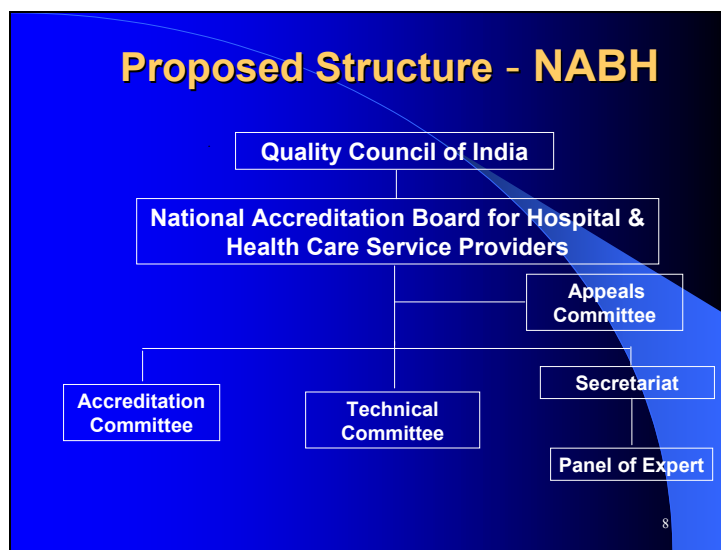 Proposed Structure - NABH
Quality Council of India
National Accreditation Board for Hospital &
Health Care Service Providers
Appeals
Committee
Accreditation
Committee
Technical
Committee
Secretariat
Panel of Expert
8